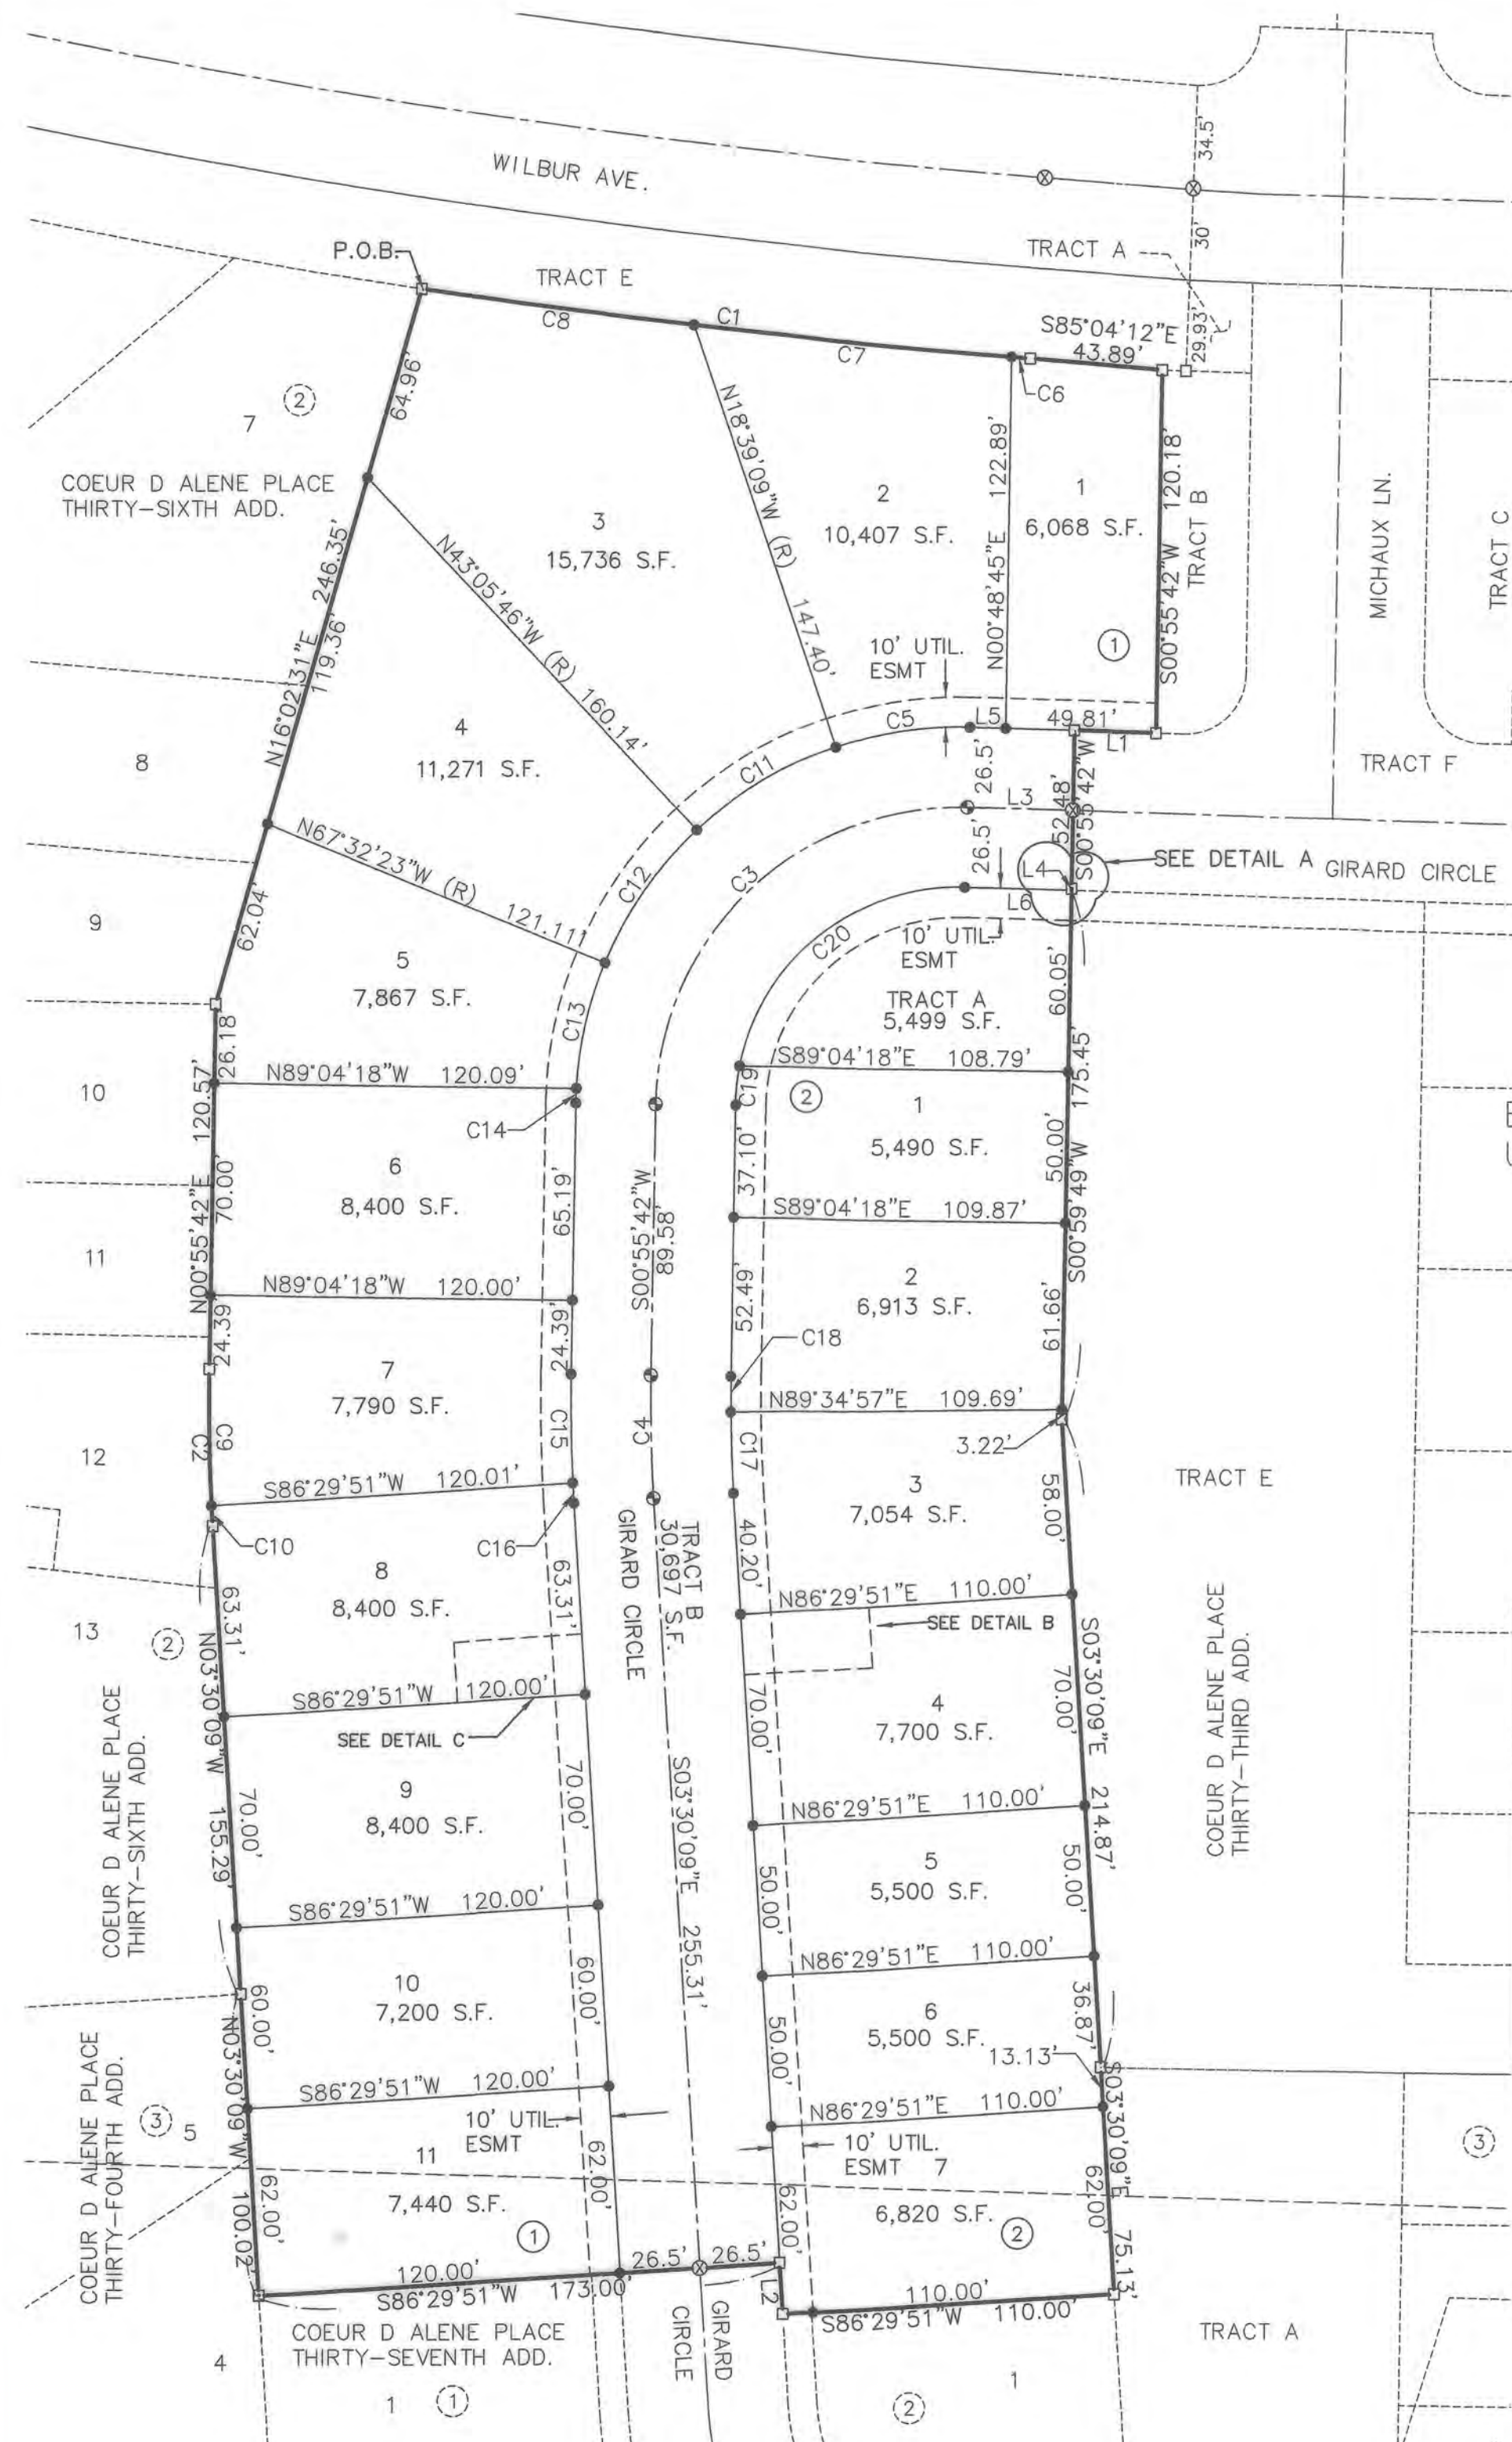 WILBUR AVE.
34.5'
30'
29.93'
P.O.B.
TRACT E
TRACT A
C8
C1
C7
S85°04'12"E
43.89'
C6
64.96'
7
2
COEUR D ALENE PLACE
THIRTY-SIXTH ADD.
N18°39'09"W (R)
147.40'
2
10,407 S.F.
N00°48'45"E 122.89'
1
6,068 S.F.
S00°55'42"W 120.18'
TRACT B
MICHAUX LN.
TRACT C
3
15,736 S.F.
N43°05'46"W (R) 160.14'
N16°02'31"E 246.35'
119.36'
10' UTIL.
ESMT
1
8
4
11,271 S.F.
C5
L5
49.81'
L1
TRACT F
C11
26.5'
L3
52.48'
S00°55'42"W
N67°32'23"W (R) 121.11'
C12
C3
26.5'
L4
SEE DETAIL A
GIRARD CIRCLE
L6
62.04'
9
C20
10' UTIL.
ESMT
5
7,867 S.F.
TRACT A
5,499 S.F.
60.05'
C13
26.18
N89°04'18"W 120.09'
S89°04'18"E 108.79'
175.45'
10
120.57'
C14
C19
2
1
5,490 S.F.
50.00'
37.10'
6
8,400 S.F.
70.00'
65.19'
S00°55'42"W
89.58'
S89°04'18"E 109.87'
S00°59'49"W
11
N00°55'42"E
N89°04'18"W 120.00'
2
6,913 S.F.
52.49'
61.66'
24.39
24.39'
C18
7
7,790 S.F.
N89°34'57"E 109.69'
C9
C2
C15
C4
C17
3.22'
12
S86°29'51"W 120.01'
3
7,054 S.F.
58.00'
TRACT E
C10
C16
GIRARD CIRCLE
TRACT B
30,697 S.F.
40.20'
8
8,400 S.F.
63.31'
63.31'
N86°29'51"E 110.00'
SEE DETAIL B
13
2
N03°30'09"W 155.29'
S86°29'51"W 120.00'
SEE DETAIL C
70.00'
4
7,700 S.F.
70.00'
S03°30'09"E 214.87'
COEUR D ALENE PLACE
THIRTY-THIRD ADD.
COEUR D ALENE PLACE
THIRTY-SIXTH ADD.
9
8,400 S.F.
70.00'
70.00'
S03°30'09"E 255.31'
N86°29'51"E 110.00'
5
5,500 S.F.
50.00'
50.00'
S86°29'51"W 120.00'
N86°29'51"E 110.00'
10
7,200 S.F.
60.00'
60.00'
6
5,500 S.F.
13.13'
50.00'
36.87'
COEUR D ALENE PLACE
THIRTY-FOURTH ADD.
3
5
N03°30'09"W 100.02'
S86°29'51"W 120.00'
10' UTIL.
ESMT
N86°29'51"E 110.00'
10' UTIL.
ESMT
7
6,820 S.F.
2
S03°30'09"E 75.13'
62.00'
3
11
7,440 S.F.
1
62.00'
62.00'
62.00'
120.00'
S86°29'51"W 173.00'
26.5'
26.5'
L2
110.00'
S86°29'51"W 110.00'
COEUR D ALENE PLACE
THIRTY-SEVENTH ADD.
GIRARD
CIRCLE
TRACT A
4
1
1
2
1